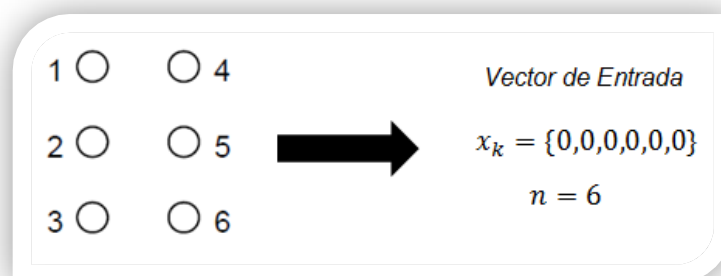 1 4
2 5
3 6
Vector de Entrada
x_k = {0,0,0,0,0,0}
n = 6